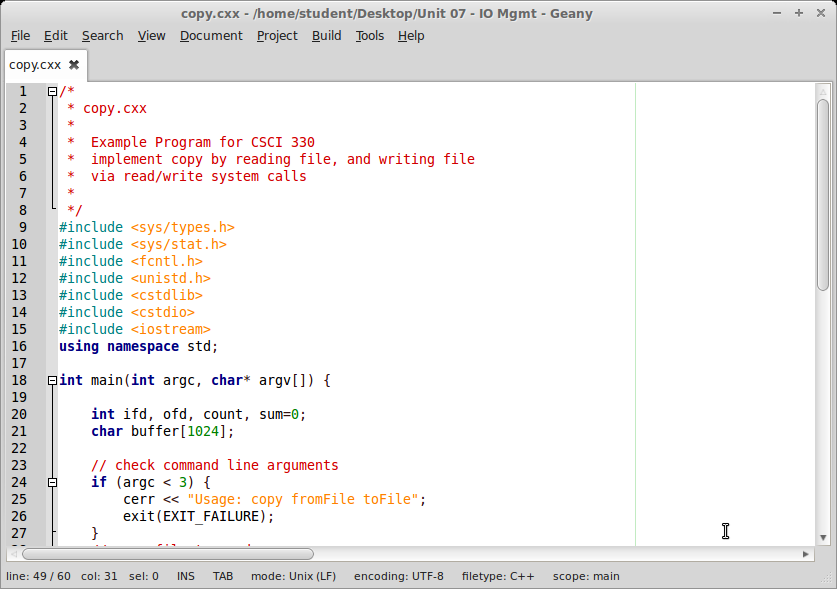 copy.cxx - /home/student/Desktop/Unit 07 - IO Mgmt - Geany
File Edit Search View Document Project Build Tools Help
copy.cxx
1 /*
2  * copy.cxx
3  *
4  *  Example Program for CSCI 330
5  *  implement copy by reading file, and writing file
6  *  via read/write system calls
7  *
8  */
9 #include <sys/types.h>
10 #include <sys/stat.h>
11 #include <fcntl.h>
12 #include <unistd.h>
13 #include <cstdlib>
14 #include <cstdio>
15 #include <iostream>
16 using namespace std;
17
18 int main(int argc, char* argv[]) {
19
20     int ifd, ofd, count, sum=0;
21     char buffer[1024];
22
23     // check command line arguments
24     if (argc < 3) {
25         cerr << "Usage: copy fromFile toFile";
26         exit(EXIT_FAILURE);
27     }
line: 49 / 60 col: 31 sel: 0 INS TAB mode: Unix (LF) encoding: UTF-8 filetype: C++ scope: main